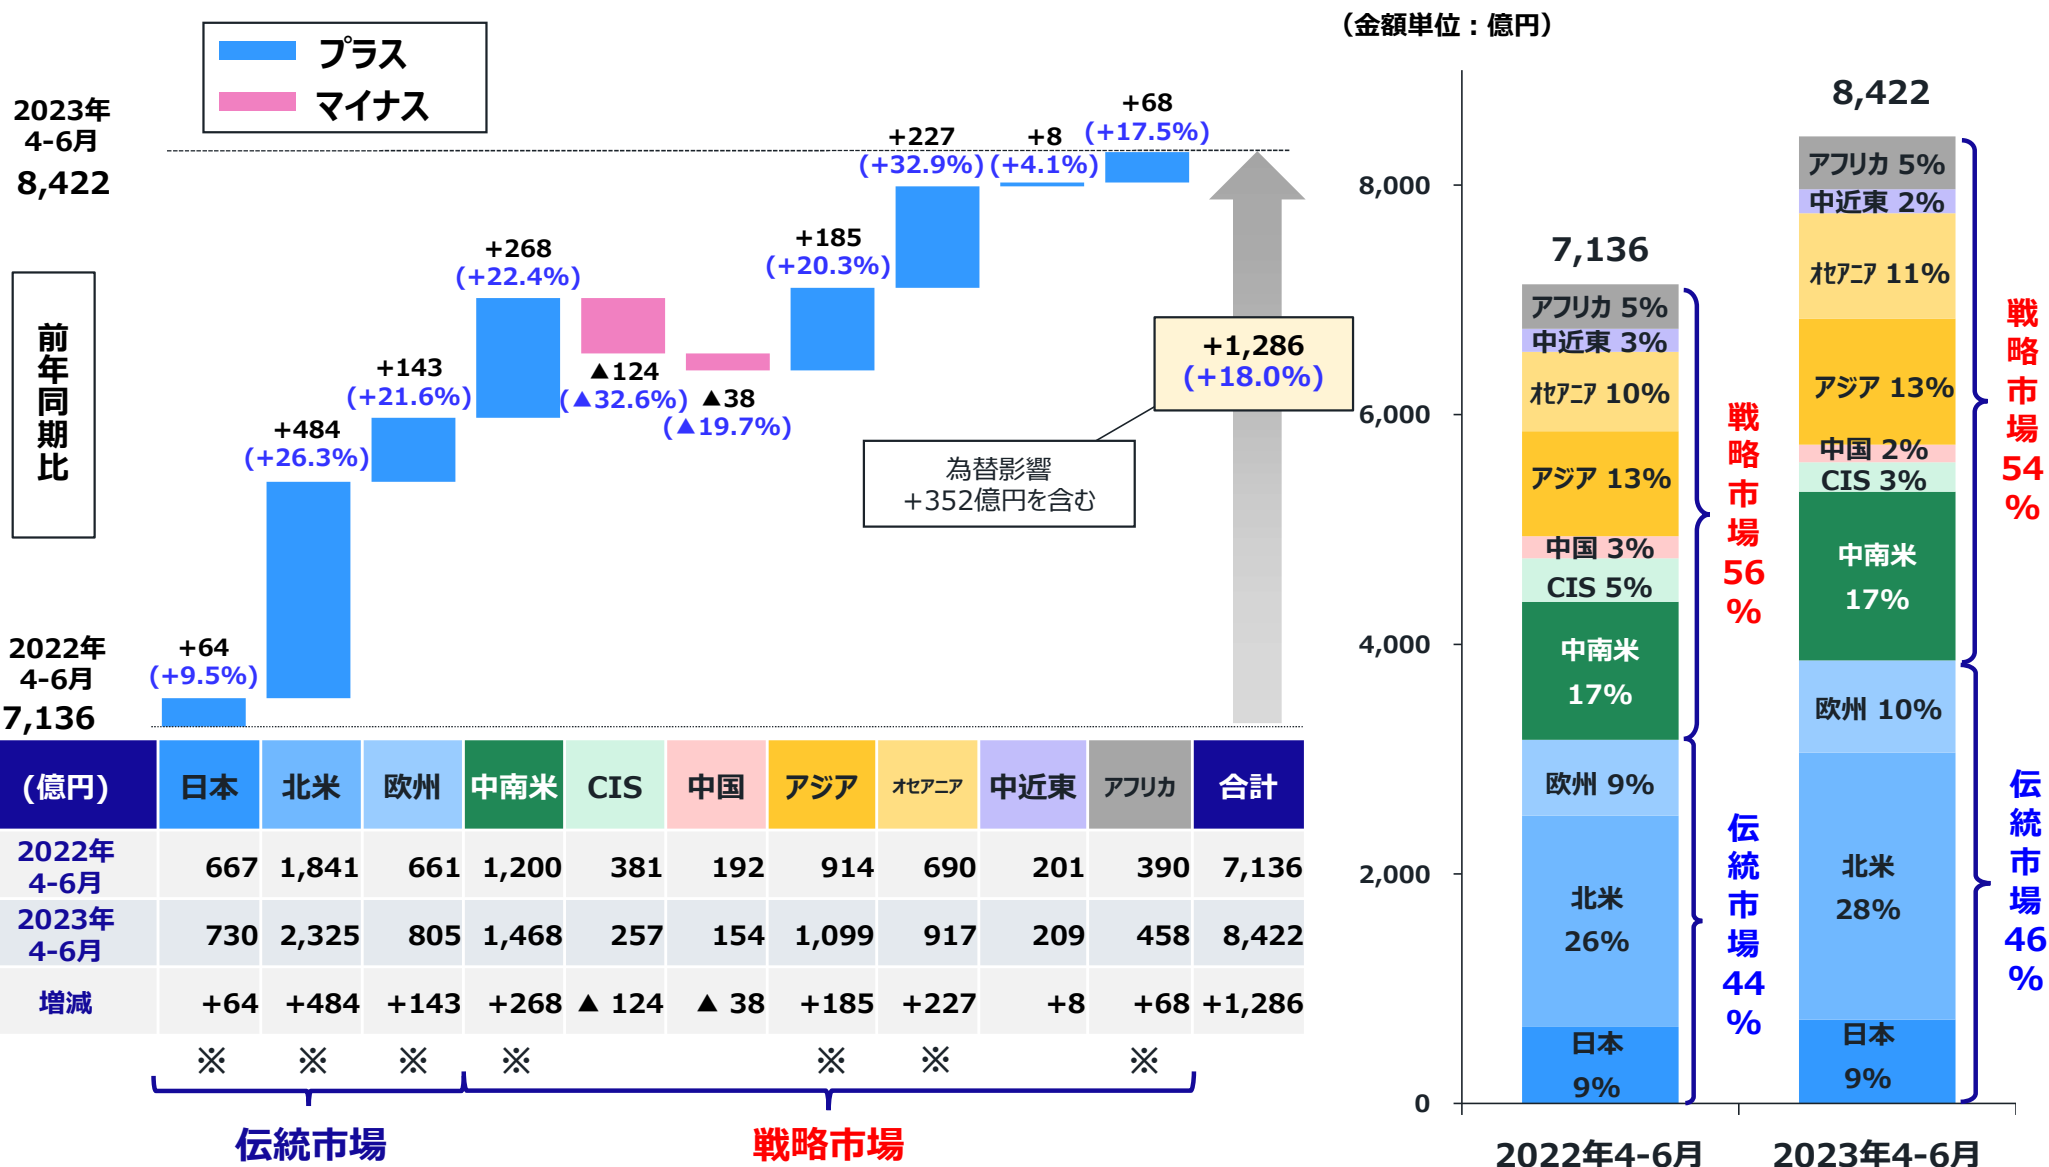 （金額単位：億円）
プラス
マイナス
2023年
4-6月
8,422
前年同期比
2022年
4-6月
7,136
+64
(+9.5%)
+484
(+26.3%)
+143
(+21.6%)
+268
(+22.4%)
▲124
(▲32.6%)
▲38
(▲19.7%)
+185
(+20.3%)
+227
(+32.9%)
+8
(+4.1%)
+68
(+17.5%)
+1,286
(+18.0%)
為替影響
+352億円を含む
(億円) 日本 北米 欧州 中南米 CIS 中国 アジア オセアニア 中近東 アフリカ 合計
2022年
4-6月 667 1,841 661 1,200 381 192 914 690 201 390 7,136
2023年
4-6月 730 2,325 805 1,468 257 154 1,099 917 209 458 8,422
増減 +64 +484 +143 +268 ▲ 124 ▲ 38 +185 +227 +8 +68 +1,286
※ ※ ※ ※ ※ ※ ※
伝統市場 戦略市場
8,000
6,000
4,000
2,000
0
7,136
アフリカ 5%
中近東 3%
ｵｾｱﾆｱ 10%
アジア 13%
中国 3%
CIS 5%
中南米
17%
欧州 9%
北米
26%
日本
9%
戦略市場56%
伝統市場44%
2022年4-6月
8,422
アフリカ 5%
中近東 2%
ｵｾｱﾆｱ 11%
アジア 13%
中国 2%
CIS 3%
中南米
17%
欧州 10%
北米
28%
日本
9%
戦略市場54%
伝統市場46%
2023年4-6月